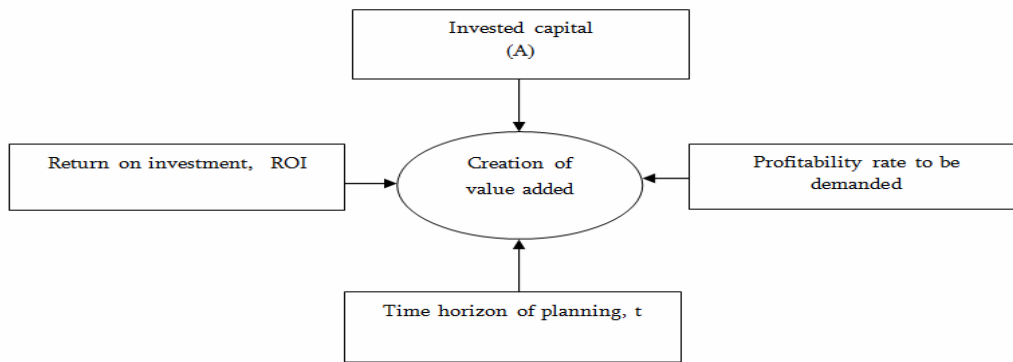 Invested capital
(A)
Return on investment, ROI
Creation of
value added
Profitability rate to be
demanded
Time horizon of planning, t